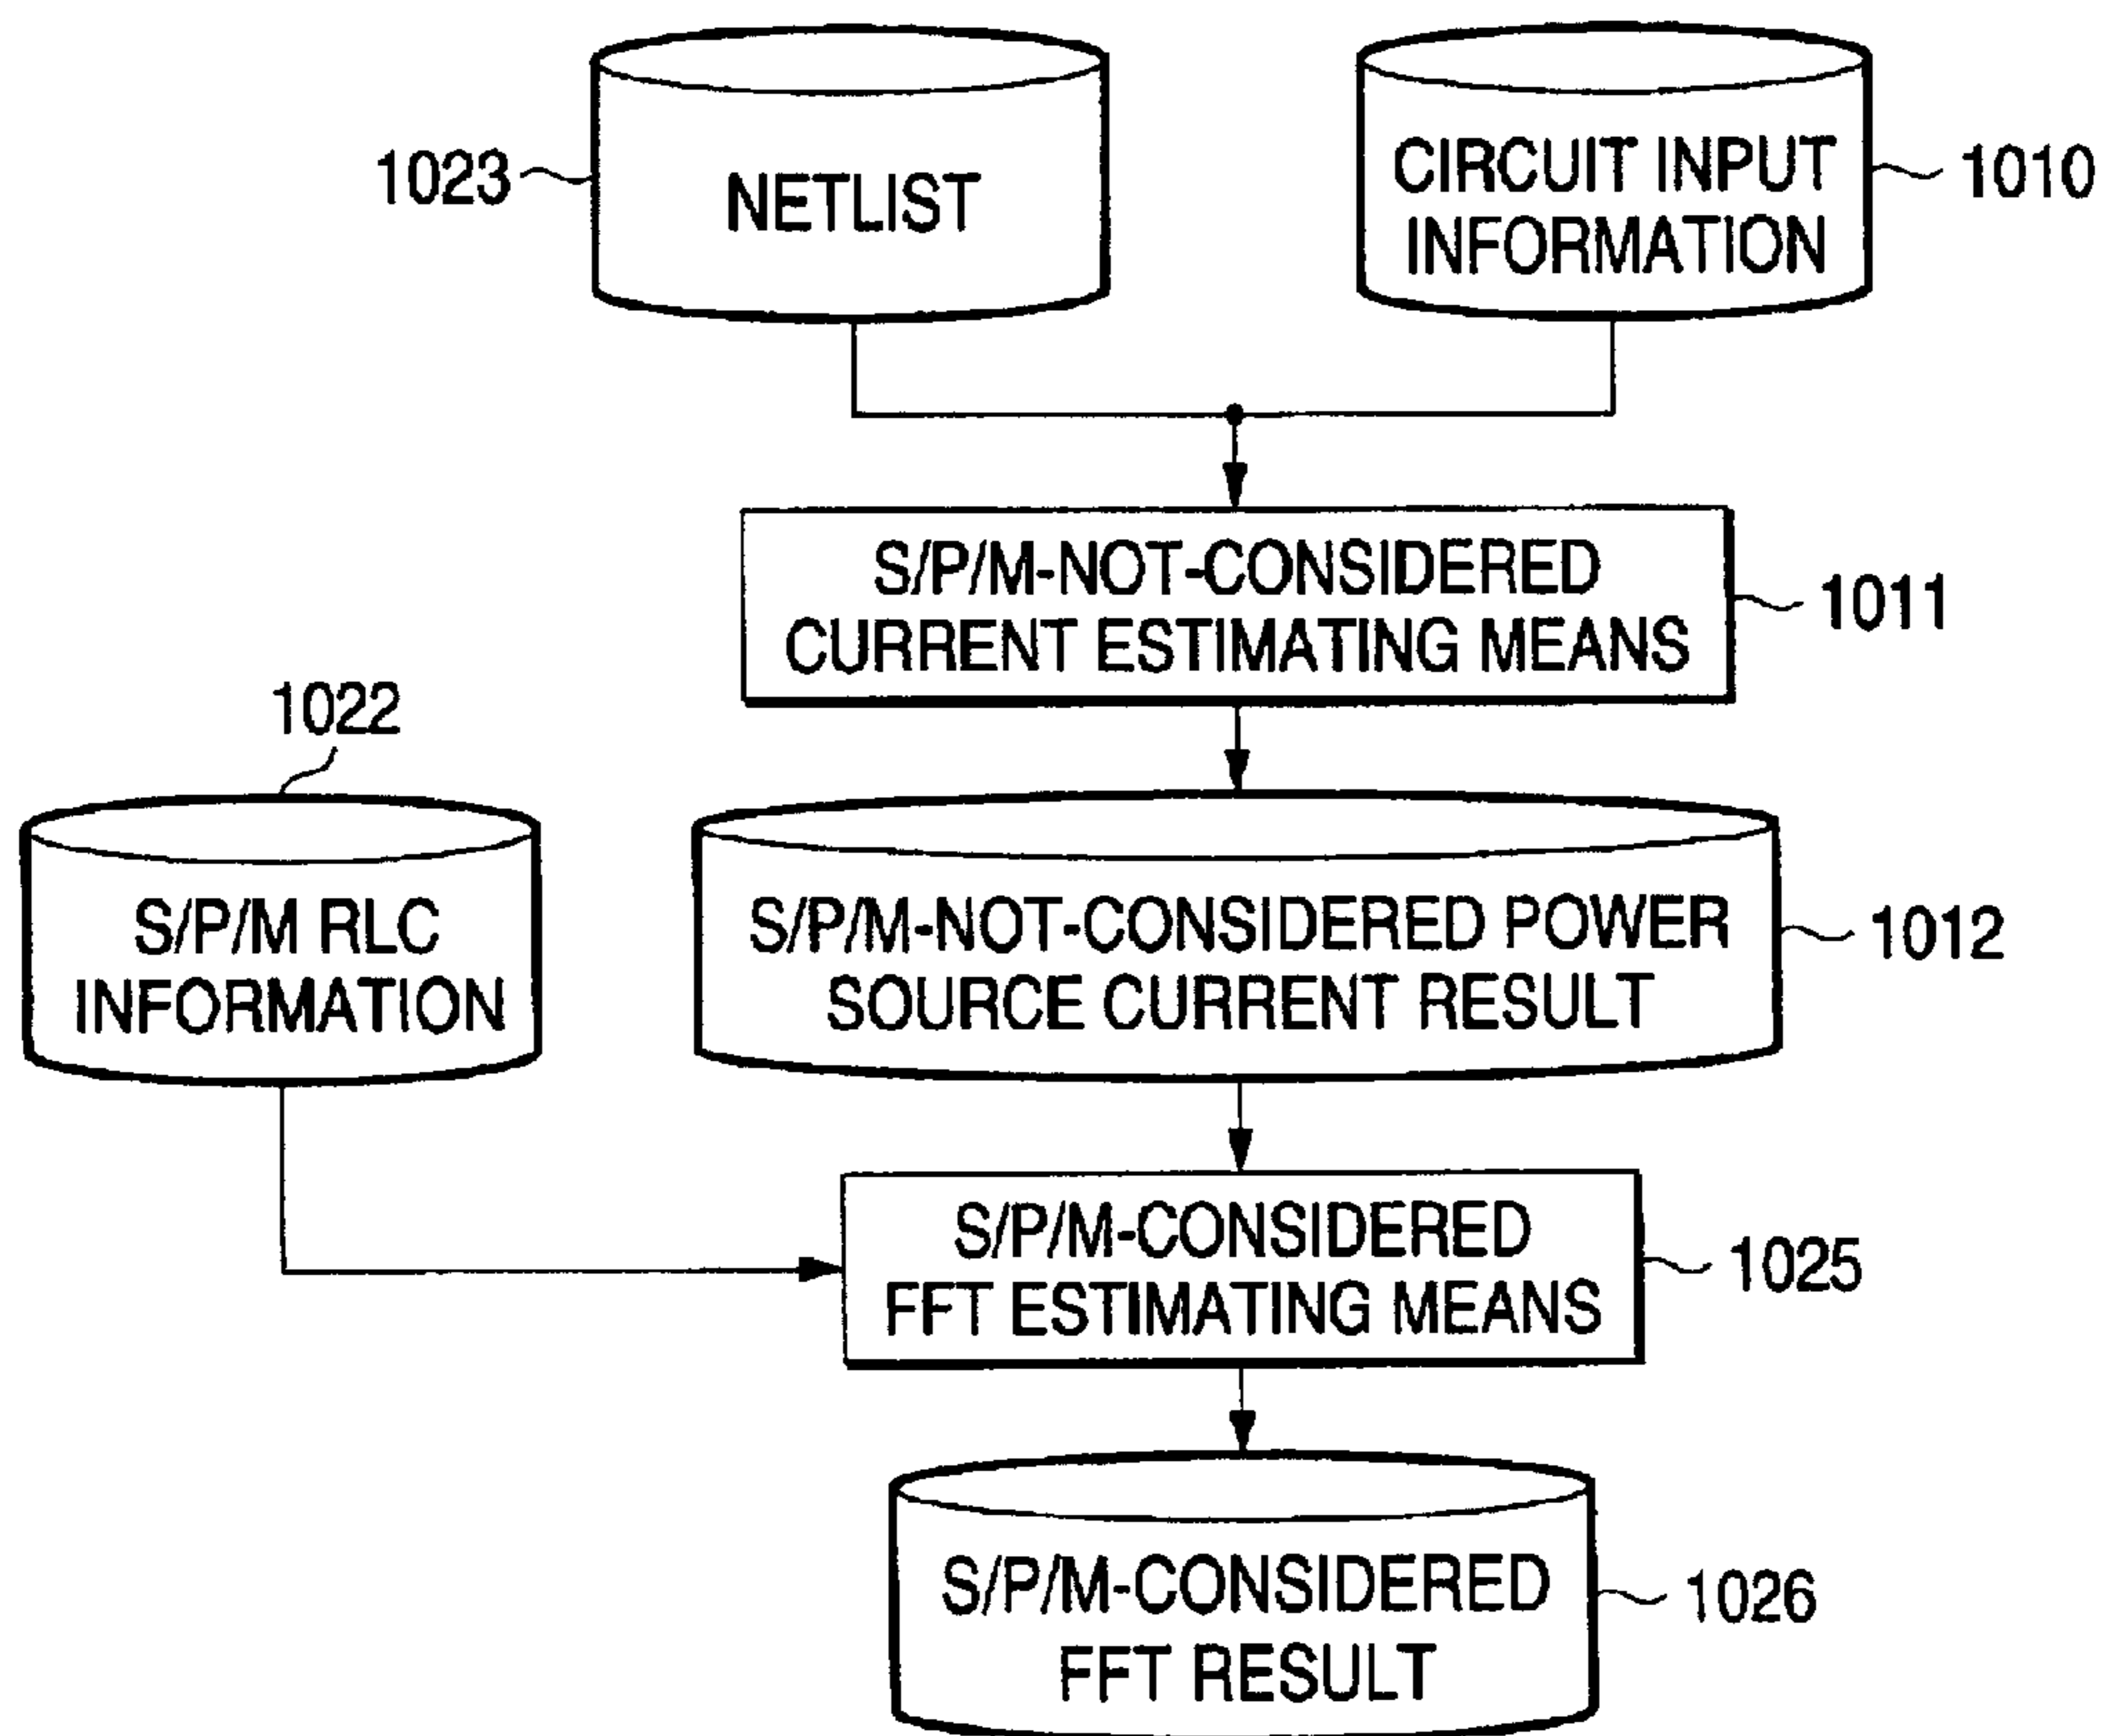 1023
NETLIST
CIRCUIT INPUT
INFORMATION
1010
S/P/M-NOT-CONSIDERED
CURRENT ESTIMATING MEANS
1011
1022
S/P/M RLC
INFORMATION
S/P/M-NOT-CONSIDERED POWER
SOURCE CURRENT RESULT
1012
S/P/M-CONSIDERED
FFT ESTIMATING MEANS
1025
S/P/M-CONSIDERED
FFT RESULT
1026